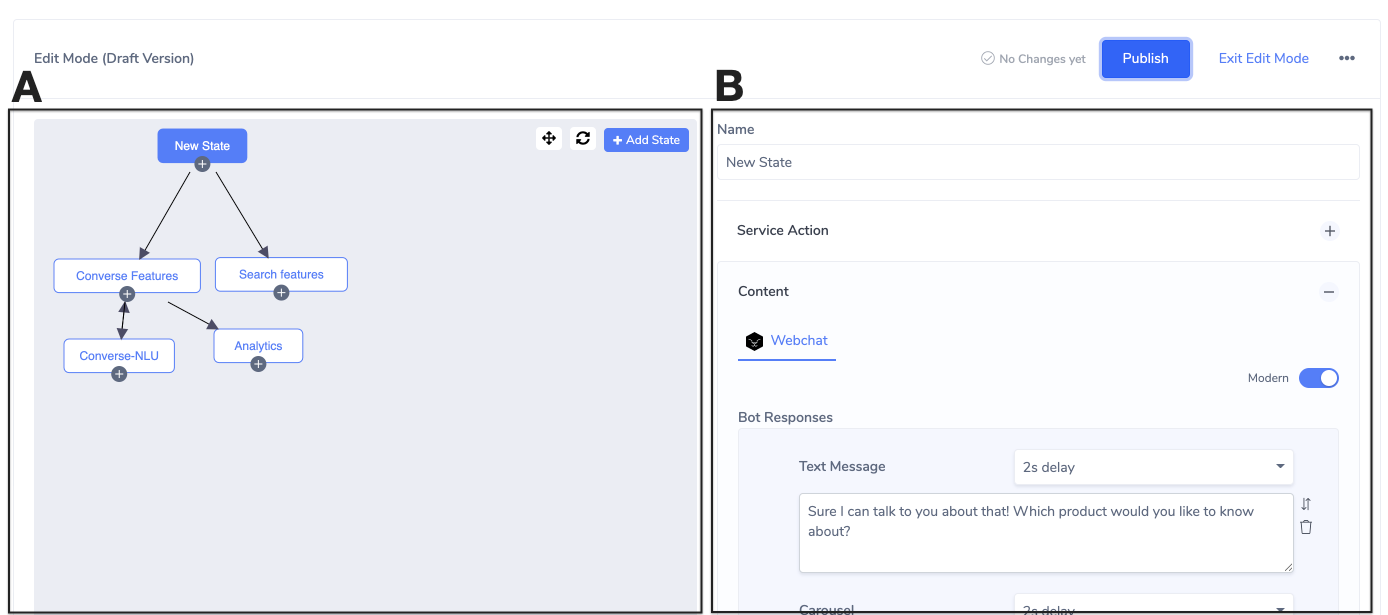 Edit Mode (Draft Version)
No Changes yet
Publish
Exit Edit Mode
A
B
New State
+ Add State
Converse Features
Search features
Converse-NLU
Analytics
Name
New State
Service Action
Content
Webchat
Modern
Bot Responses
Text Message
2s delay
Sure I can talk to you about that! Which product would you like to know
about?
Carousel
2s delay